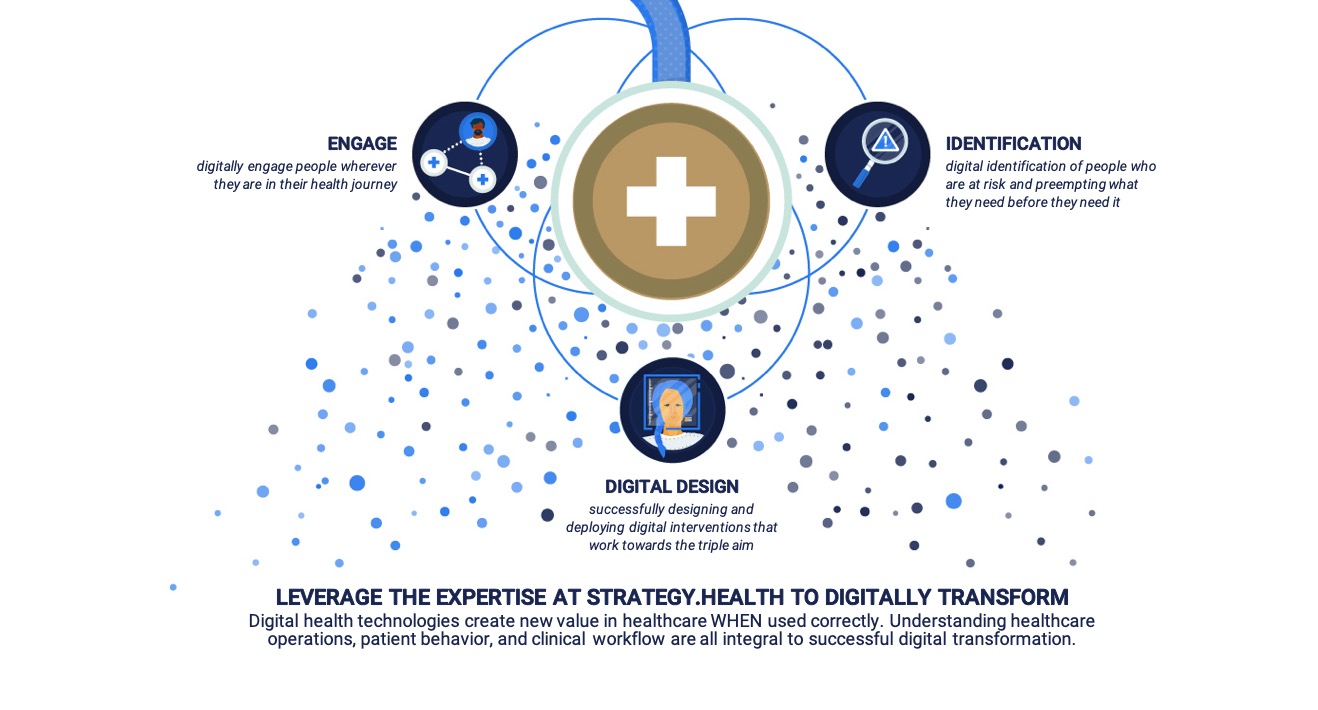 ENGAGE
digitally engage people wherever
they are in their health journey
IDENTIFICATION
digital identification of people who
are at risk and preempting what
they need before they need it
DIGITAL DESIGN
successfully designing and
deploying digital interventions that
work towards the triple aim
LEVERAGE THE EXPERTISE AT STRATEGY.HEALTH TO DIGITALLY TRANSFORM
Digital health technologies create new value in healthcare WHEN used correctly. Understanding healthcare
operations, patient behavior, and clinical workflow are all integral to successful digital transformation.